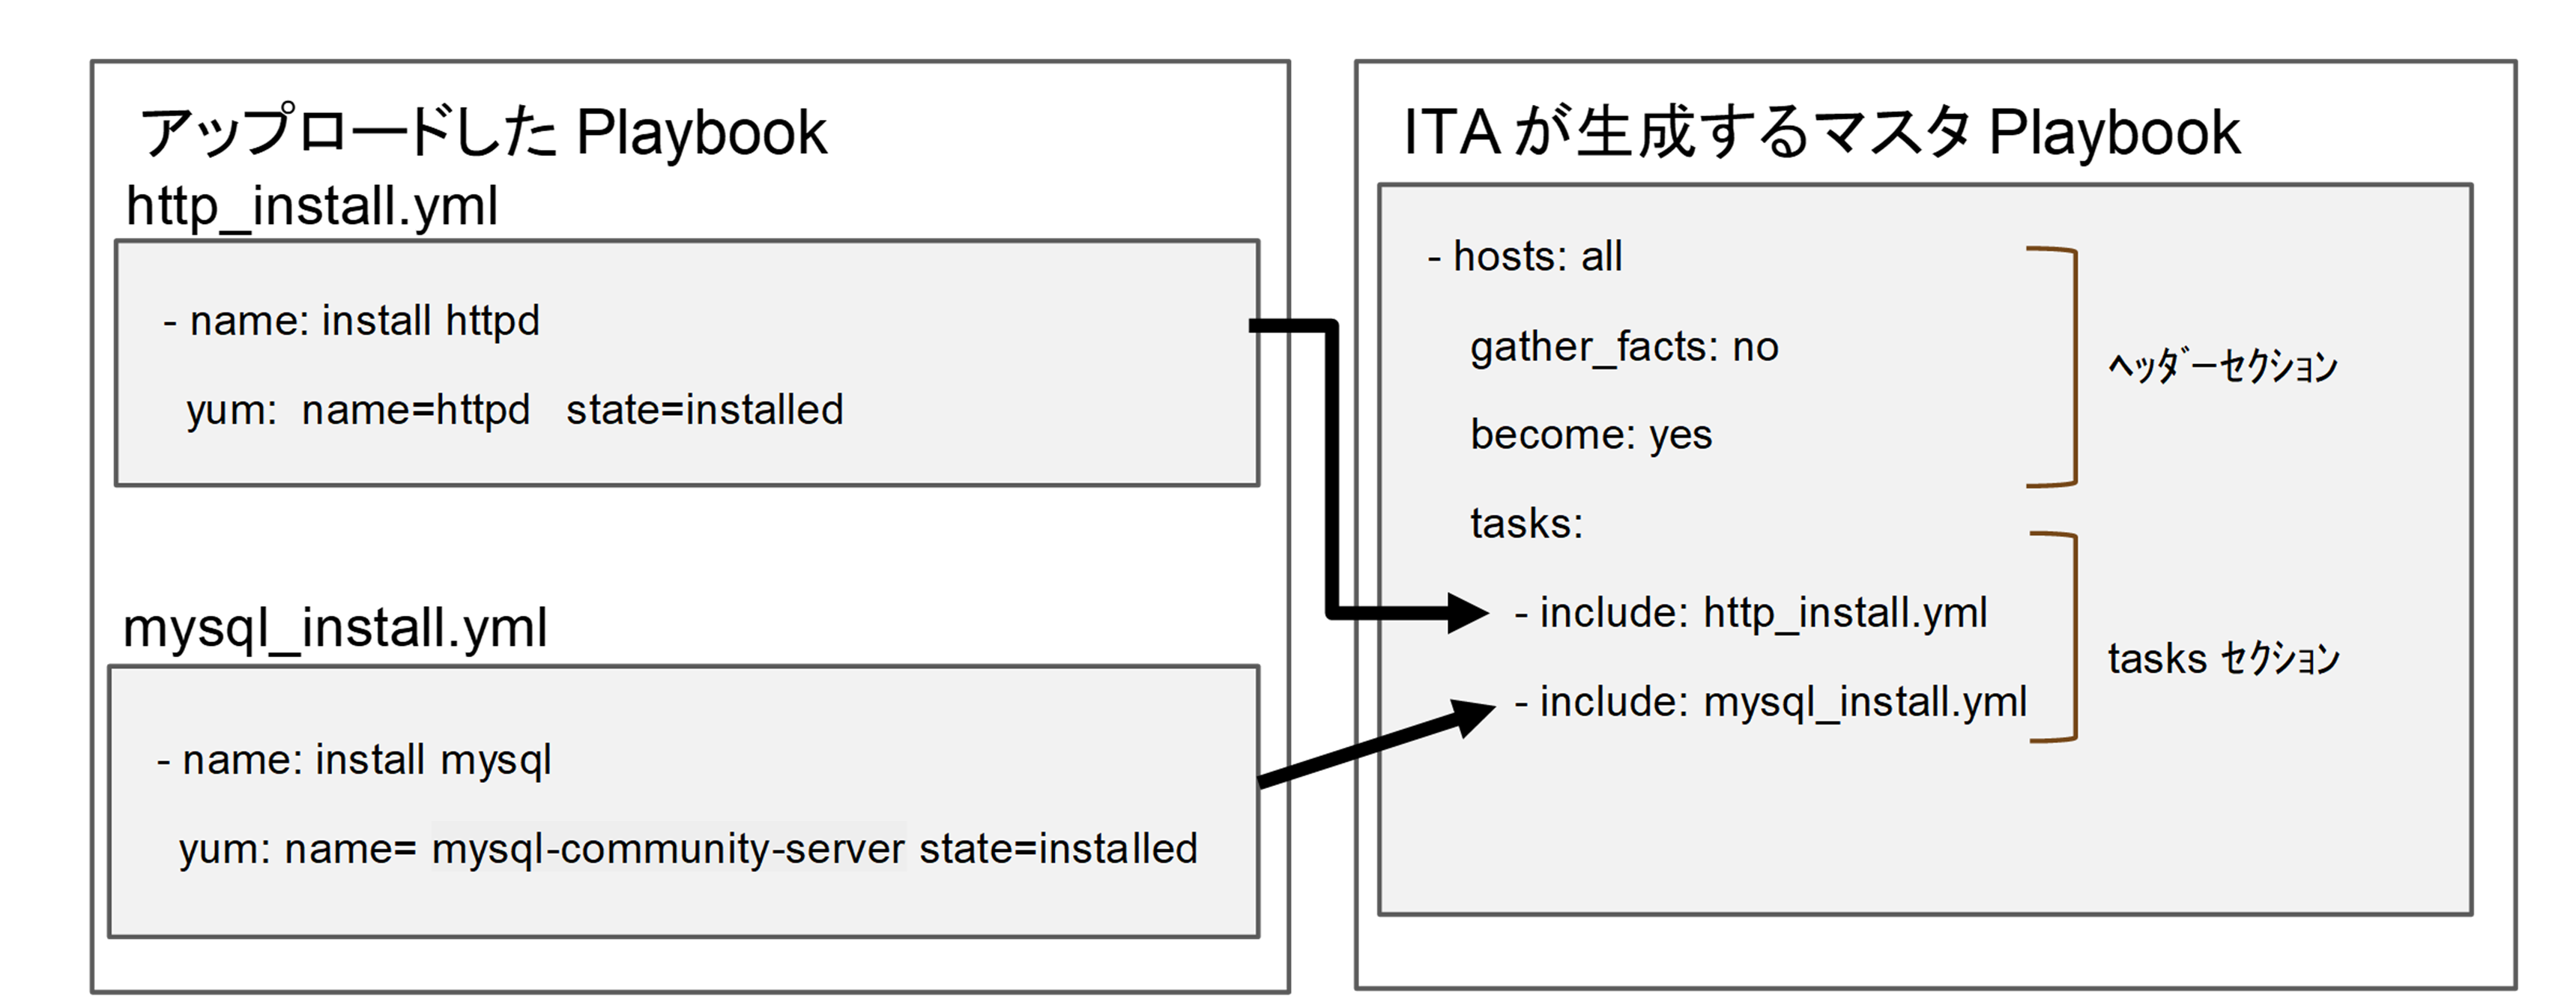 アップロードした Playbook
http_install.yml
- name: install httpd
yum:  name=httpd   state=installed
mysql_install.yml
- name: install mysql
yum: name= mysql-community-server state=installed
ITA が生成するマスタ Playbook
- hosts: all
gather_facts: no
become: yes
tasks:
- include: http_install.yml
- include: mysql_install.yml
ﾍｯﾀﾞｰｾｸｼｮﾝ
tasks ｾｸｼｮﾝ